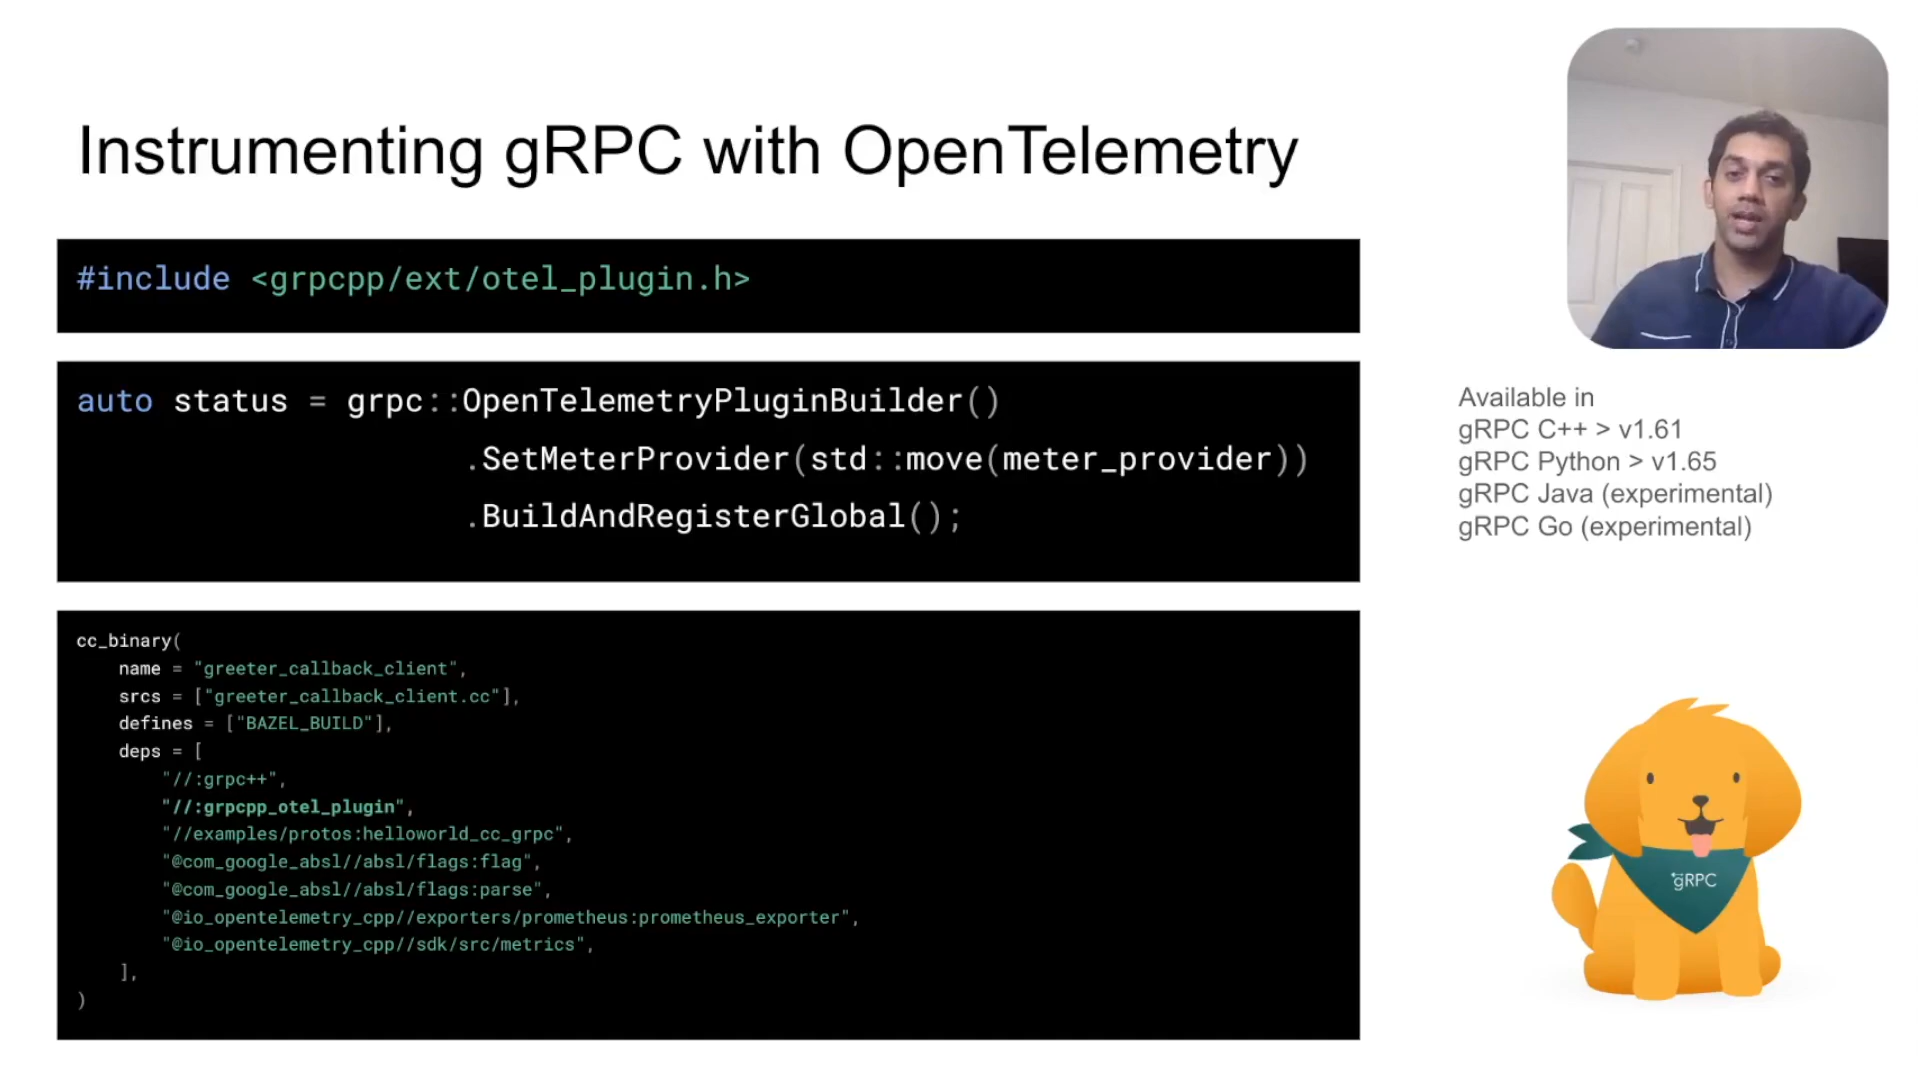 Instrumenting gRPC with OpenTelemetry
#include <grpcpp/ext/otel_plugin.h>
auto status = grpc::OpenTelemetryPluginBuilder()
.SetMeterProvider(std::move(meter_provider))
.BuildAndRegisterGlobal();
cc_binary(
name = "greeter_callback_client",
srcs = ["greeter_callback_client.cc"],
defines = ["BAZEL_BUILD"],
deps = [
"//:grpc++",
"//:grpcpp_otel_plugin",
"//examples/protos:helloworld_cc_grpc",
"@com_google_absl//absl/flags:flag",
"@com_google_absl//absl/flags:parse",
"@io_opentelemetry_cpp//exporters/prometheus:prometheus_exporter",
"@io_opentelemetry_cpp//sdk/src/metrics",
],
)
Available in
gRPC C++ > v1.61
gRPC Python > v1.65
gRPC Java (experimental)
gRPC Go (experimental)
gRPC